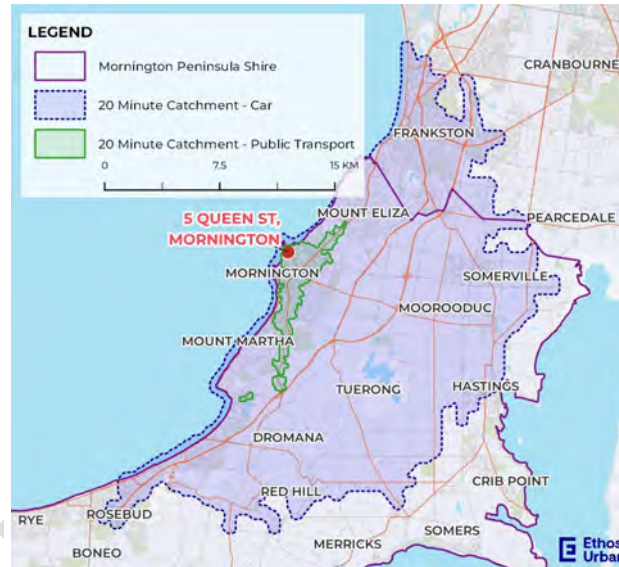 LEGEND
Mornington Peninsula Shire
20 Minute Catchment - Car
20 Minute Catchment - Public Transport
0 7.5 15 KM
CRANBOURNE
FRANKSTON
5 QUEEN ST,
MORNINGTON
MOUNT ELIZA
PEARCEDALE
MORNINGTON
SOMERVILLE
MOOROODUC
MOUNT MARTHA
TUERONG
HASTINGS
DROMANA
CRIB POINT
RED HILL
ROSEBUD
RYE
SOMERS
MERRICKS
BONEO
Ethos
Urban